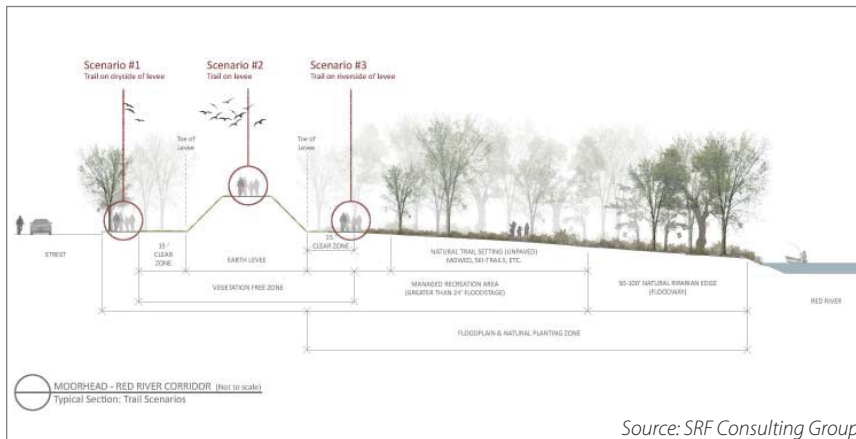 Scenario #1
Trail on dryside of levee
Scenario #2
Trail on levee
Scenario #3
Trail on riverside of levee
Toe of
Levee
Toe of
Levee
STREET
15 '
CLEAR
ZONE
EARTH LEVEE
15
CLEAR ZONE
NATURAL TRAIL SETTING (UNPAVED)
MOWED, SKI-TRAILS, ETC.
VEGETATION FREE ZONE
MANAGED RECREATION AREA
(GREATER THAN 24' FLOODSTAGE)
50-100' NATURAL RIPARIAN EDGE
(FLOODWAY)
RED RIVER
FLOODPLAIN & NATURAL PLANTING ZONE
MOORHEAD - RED RIVER CORRIDOR (Not to scale)
Typical Section: Trail Scenarios
Source: SRF Consulting Group